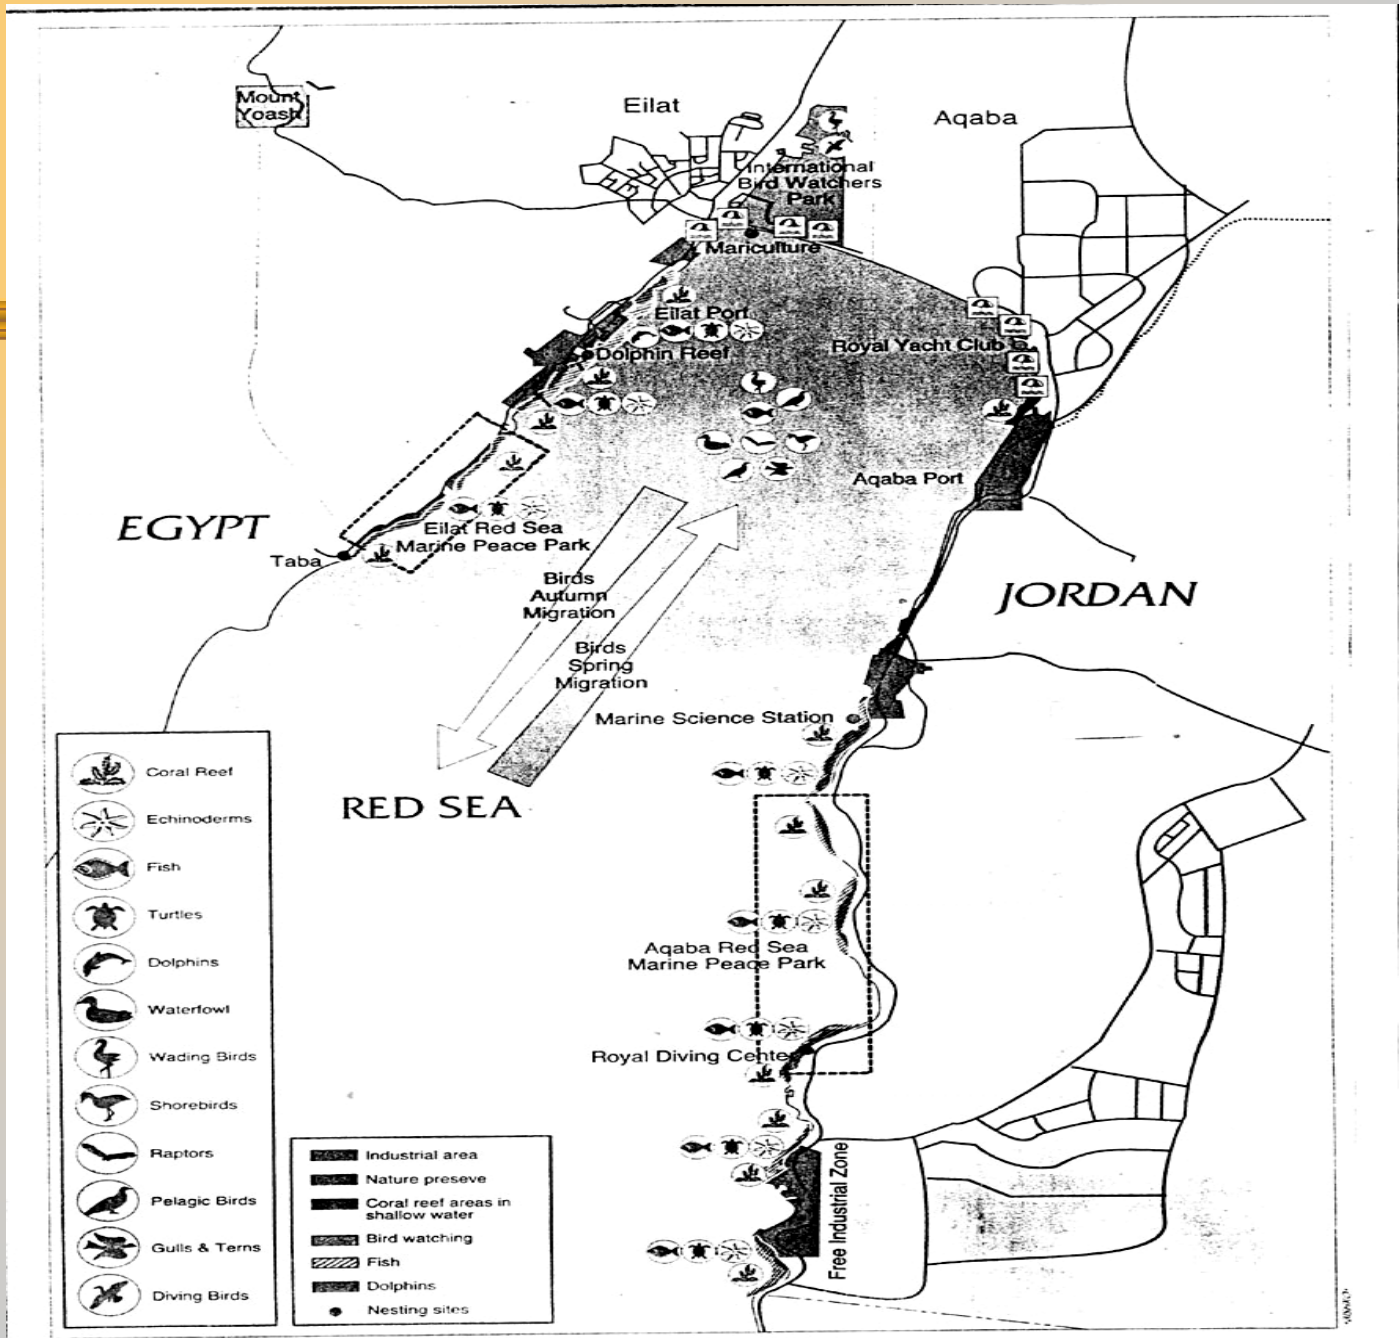 Mount
Yoash
Eilat
Aqaba
International
Bird Watchers
Park
Mariculture
Eilat Port
Dolphin Reef
Royal Yacht Club
Aqaba Port
EGYPT
Taba
Eilat Red Sea
Marine Peace Park
JORDAN
Birds
Autumn
Migration
Birds
Spring
Migration
Marine Science Station
RED SEA
Aqaba Red Sea
Marine Peace Park
Royal Diving Center
Free Industrial Zone
Coral Reef
Echinoderms
Fish
Turtles
Dolphins
Waterfowl
Wading Birds
Shorebirds
Raptors
Pelagic Birds
Gulls & Terns
Diving Birds
Industrial area
Nature preseve
Coral reef areas in
shallow water
Bird watching
Fish
Dolphins
Nesting sites